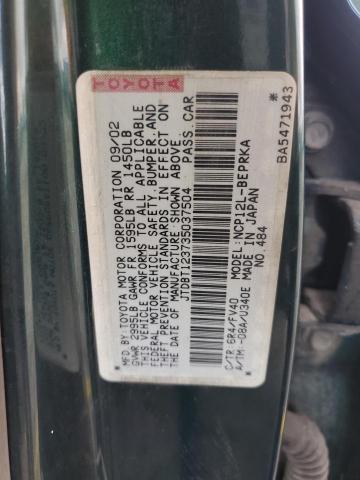 TOYOTA
MFD BY:TOYOTA MOTOR CORPORATION 09/02
GVWR 2995LB GAWR FR 1595LB RR 1450LB
THIS VEHICLE CONFORMS TO ALL APPLICABLE
FEDERAL MOTOR VEHICLE SAFETY, BUMPER,AND
THEFT PREVENTION STANDARDS IN EFFECT ON
THE DATE OF MANUFACTURE SHOWN ABOVE.
JTDBT123735037504 PASS.CAR
C/TR:6R4/FV40 MODEL:NCP12L-BEPRKA
A/TM:-08A/U340E MADE IN JAPAN
NO.484
*BA5471943